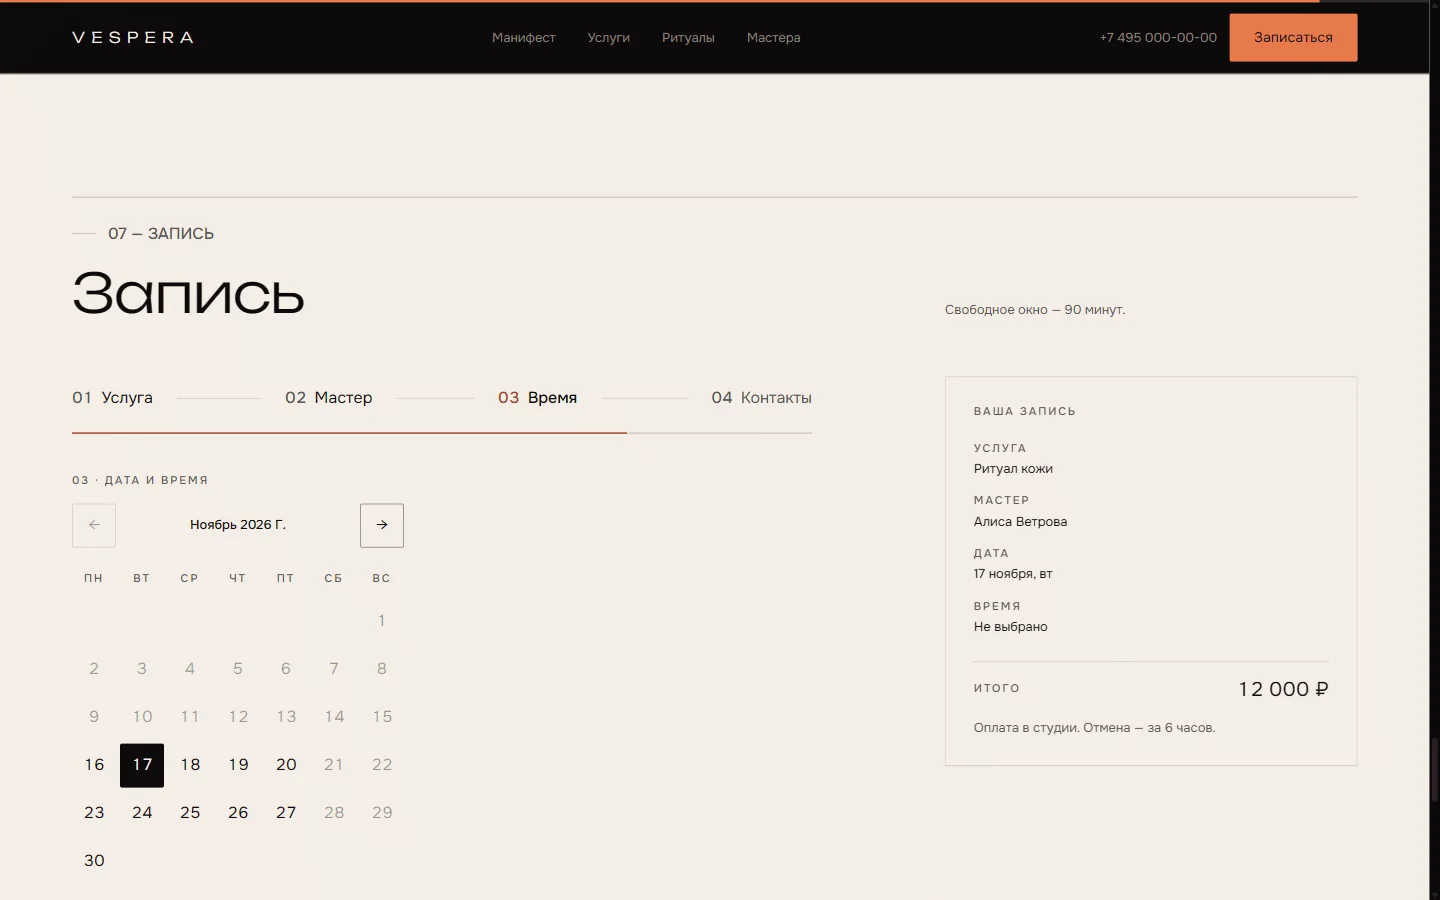 VESPERA
Манифест Услуги Ритуалы Мастера
+7 495 000-00-00 Записаться
07 — ЗАПИСЬ
Запись
Свободное окно — 90 минут.
01 Услуга 02 Мастер 03 Время 04 Контакты
03 · ДАТА И ВРЕМЯ
← Ноябрь 2026 Г. →
ПН ВТ СР ЧТ ПТ СБ ВС
1
2 3 4 5 6 7 8
9 10 11 12 13 14 15
16 17 18 19 20 21 22
23 24 25 26 27 28 29
30
ВАША ЗАПИСЬ
УСЛУГА
Ритуал кожи
МАСТЕР
Алиса Ветрова
ДАТА
17 ноября, вт
ВРЕМЯ
Не выбрано
ИТОГО 12 000 ₽
Оплата в студии. Отмена — за 6 часов.